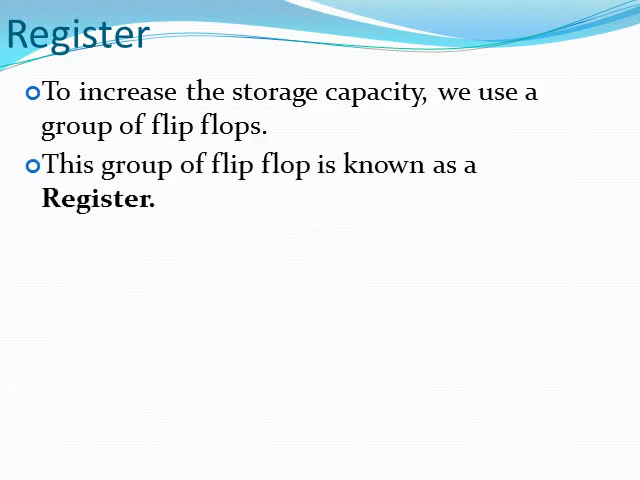 Register
To increase the storage capacity, we use a
group of flip flops.
This group of flip flop is known as a
Register.